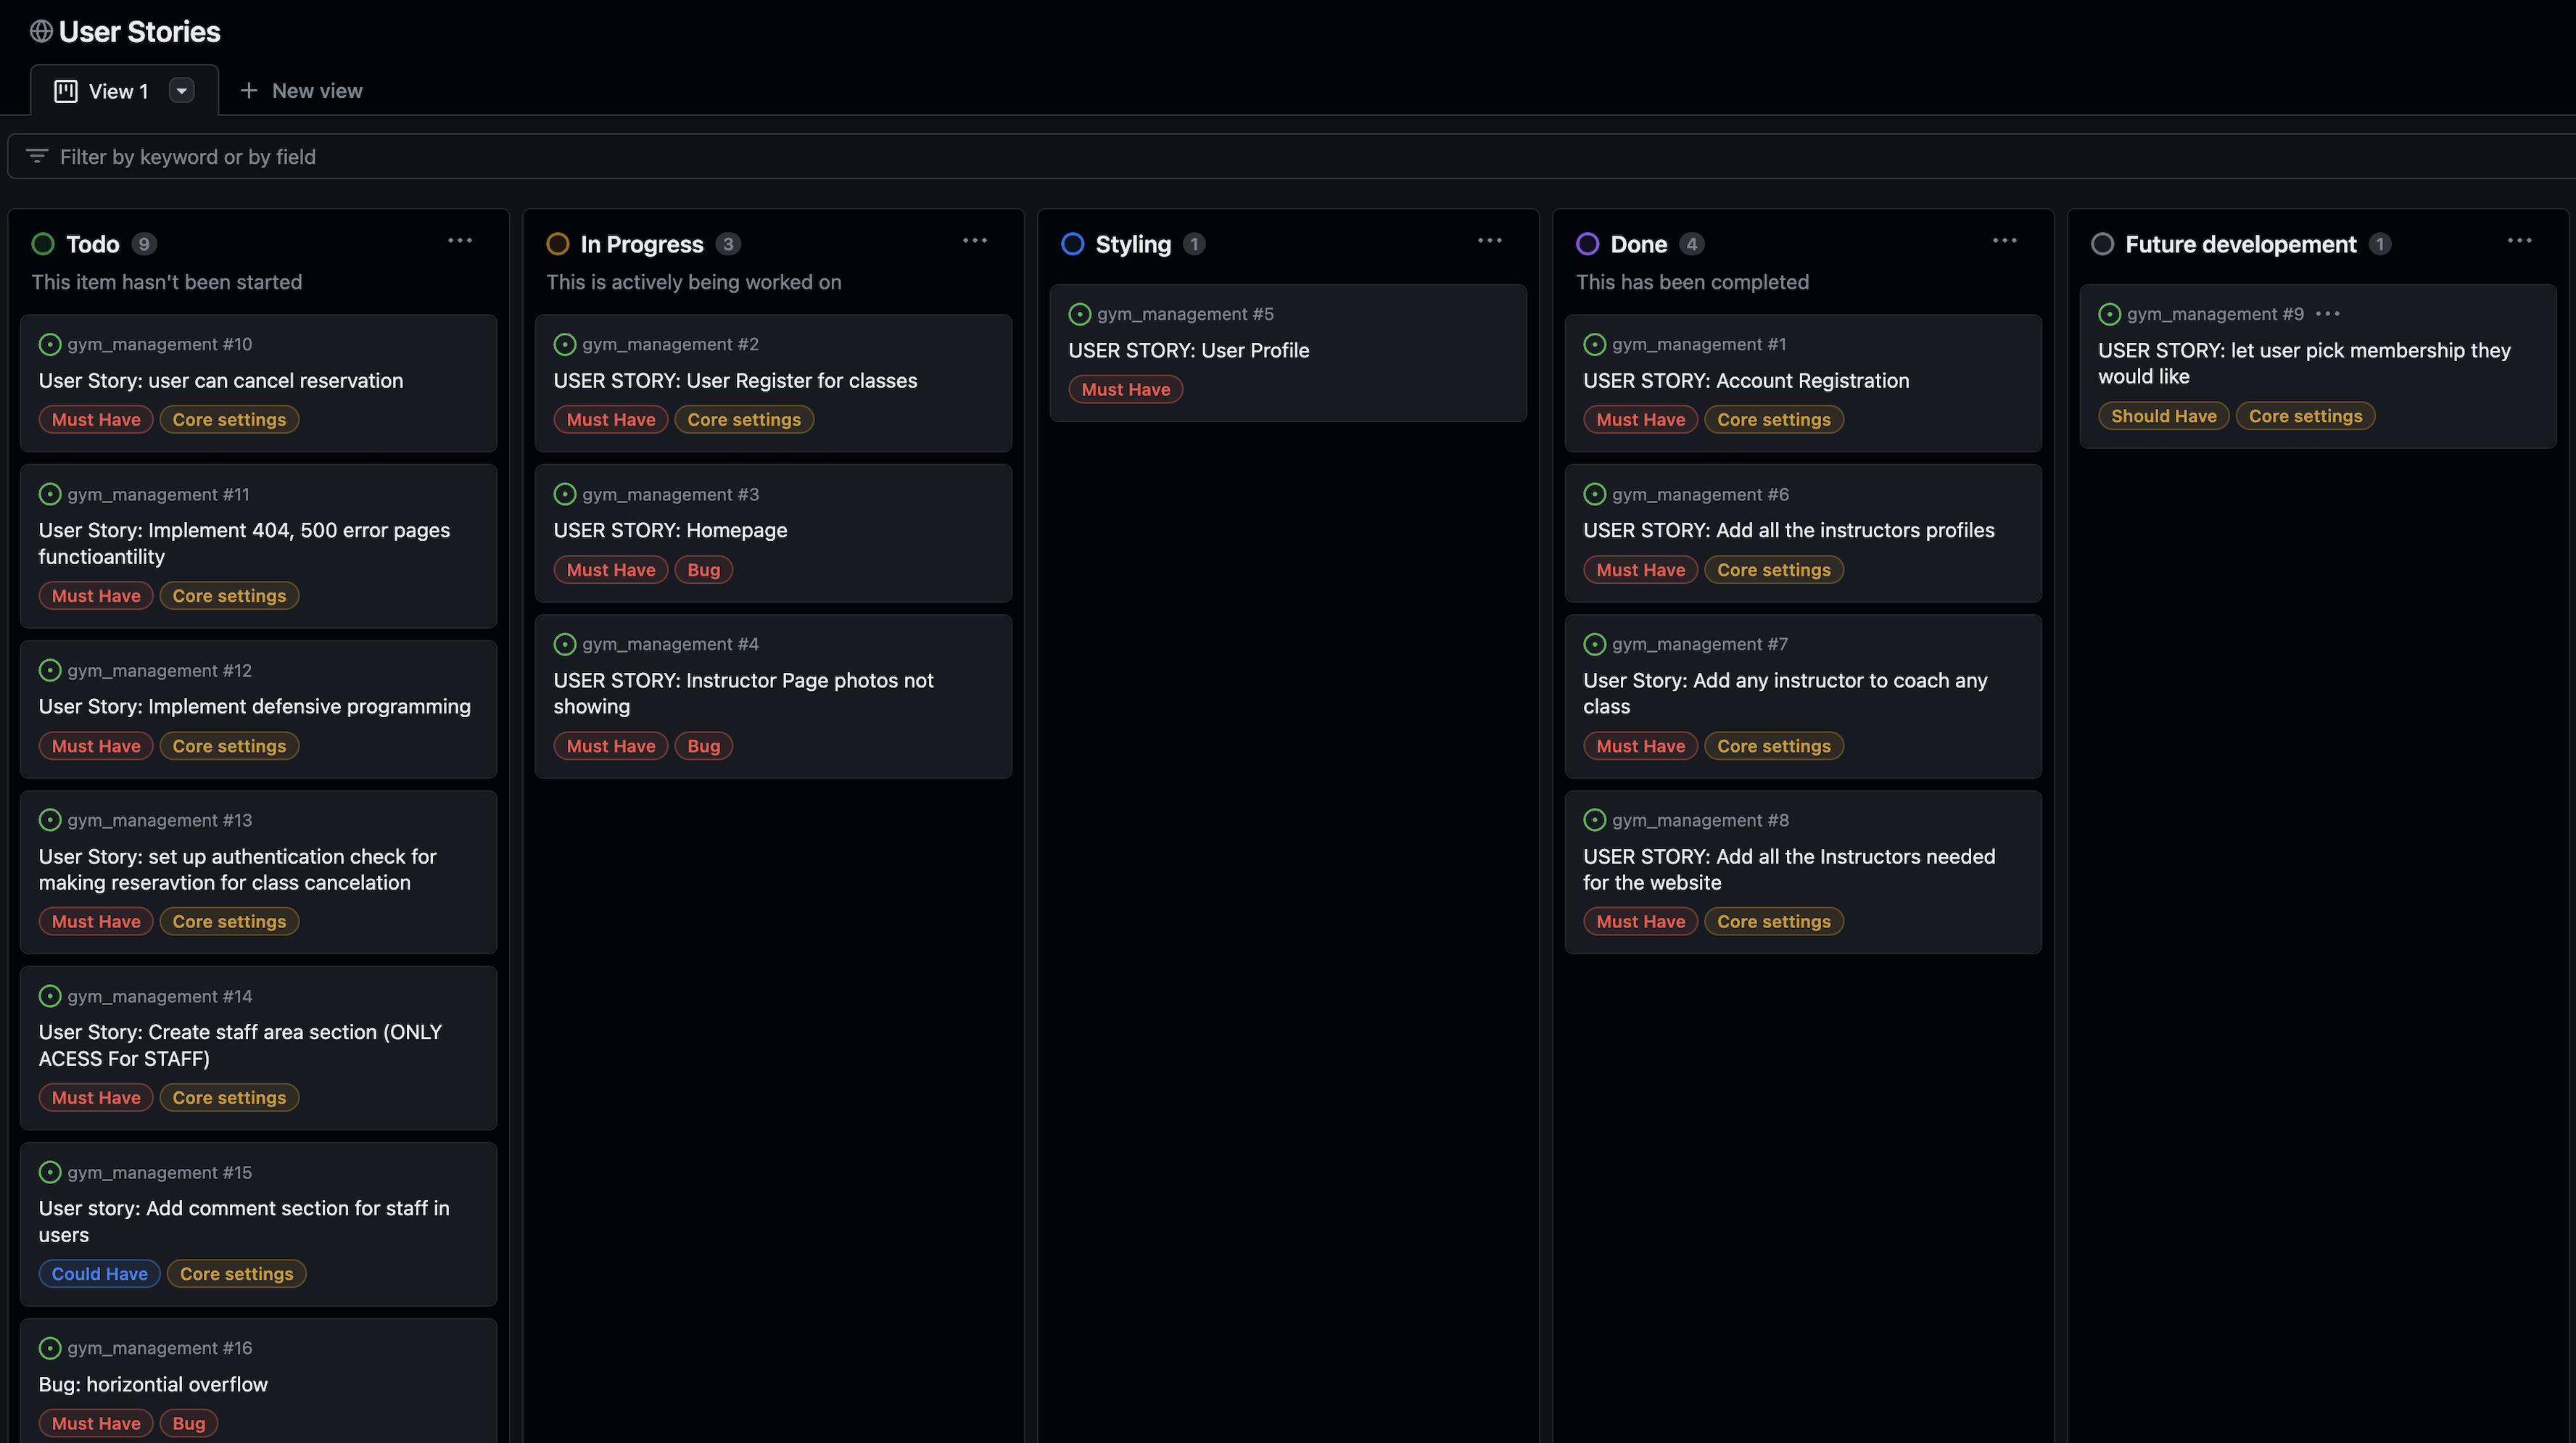 User Stories
View 1
New view
Filter by keyword or by field
Todo 9
This item hasn't been started
gym_management #10
User Story: user can cancel reservation
Must Have Core settings
gym_management #11
User Story: Implement 404, 500 error pages
functioantility
Must Have Core settings
gym_management #12
User Story: Implement defensive programming
Must Have Core settings
gym_management #13
User Story: set up authentication check for
making reseravtion for class cancelation
Must Have Core settings
gym_management #14
User Story: Create staff area section (ONLY
ACESS For STAFF)
Must Have Core settings
gym_management #15
User story: Add comment section for staff in
users
Could Have Core settings
gym_management #16
Bug: horizontial overflow
Must Have Bug
In Progress 3
This is actively being worked on
gym_management #2
USER STORY: User Register for classes
Must Have Core settings
gym_management #3
USER STORY: Homepage
Must Have Bug
gym_management #4
USER STORY: Instructor Page photos not
showing
Must Have Bug
Styling 1
gym_management #5
USER STORY: User Profile
Must Have
Done 4
This has been completed
gym_management #1
USER STORY: Account Registration
Must Have Core settings
gym_management #6
USER STORY: Add all the instructors profiles
Must Have Core settings
gym_management #7
User Story: Add any instructor to coach any
class
Must Have Core settings
gym_management #8
USER STORY: Add all the Instructors needed
for the website
Must Have Core settings
Future developement 1
gym_management #9
USER STORY: let user pick membership they
would like
Should Have Core settings